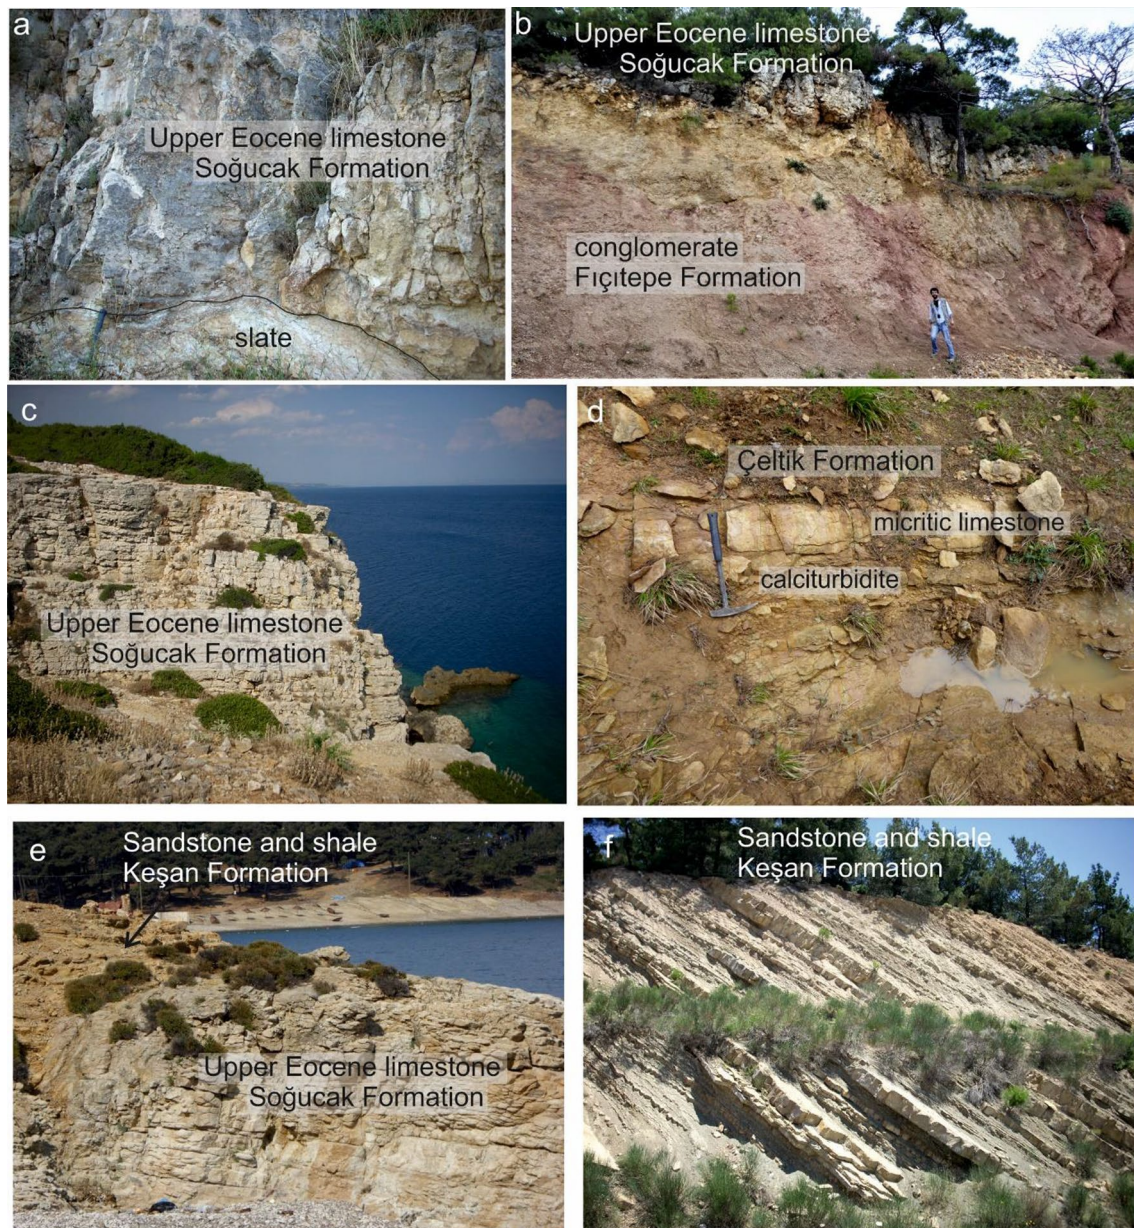 a
Upper Eocene limestone
Soğucak Formation
slate
b
Upper Eocene limestone
Soğucak Formation
conglomerate
Fıçıtepe Formation
c
Upper Eocene limestone
Soğucak Formation
d
Çeltik Formation
micritic limestone
calciturbidite
e
Sandstone and shale
Keşan Formation
Upper Eocene limestone
Soğucak Formation
f
Sandstone and shale
Keşan Formation